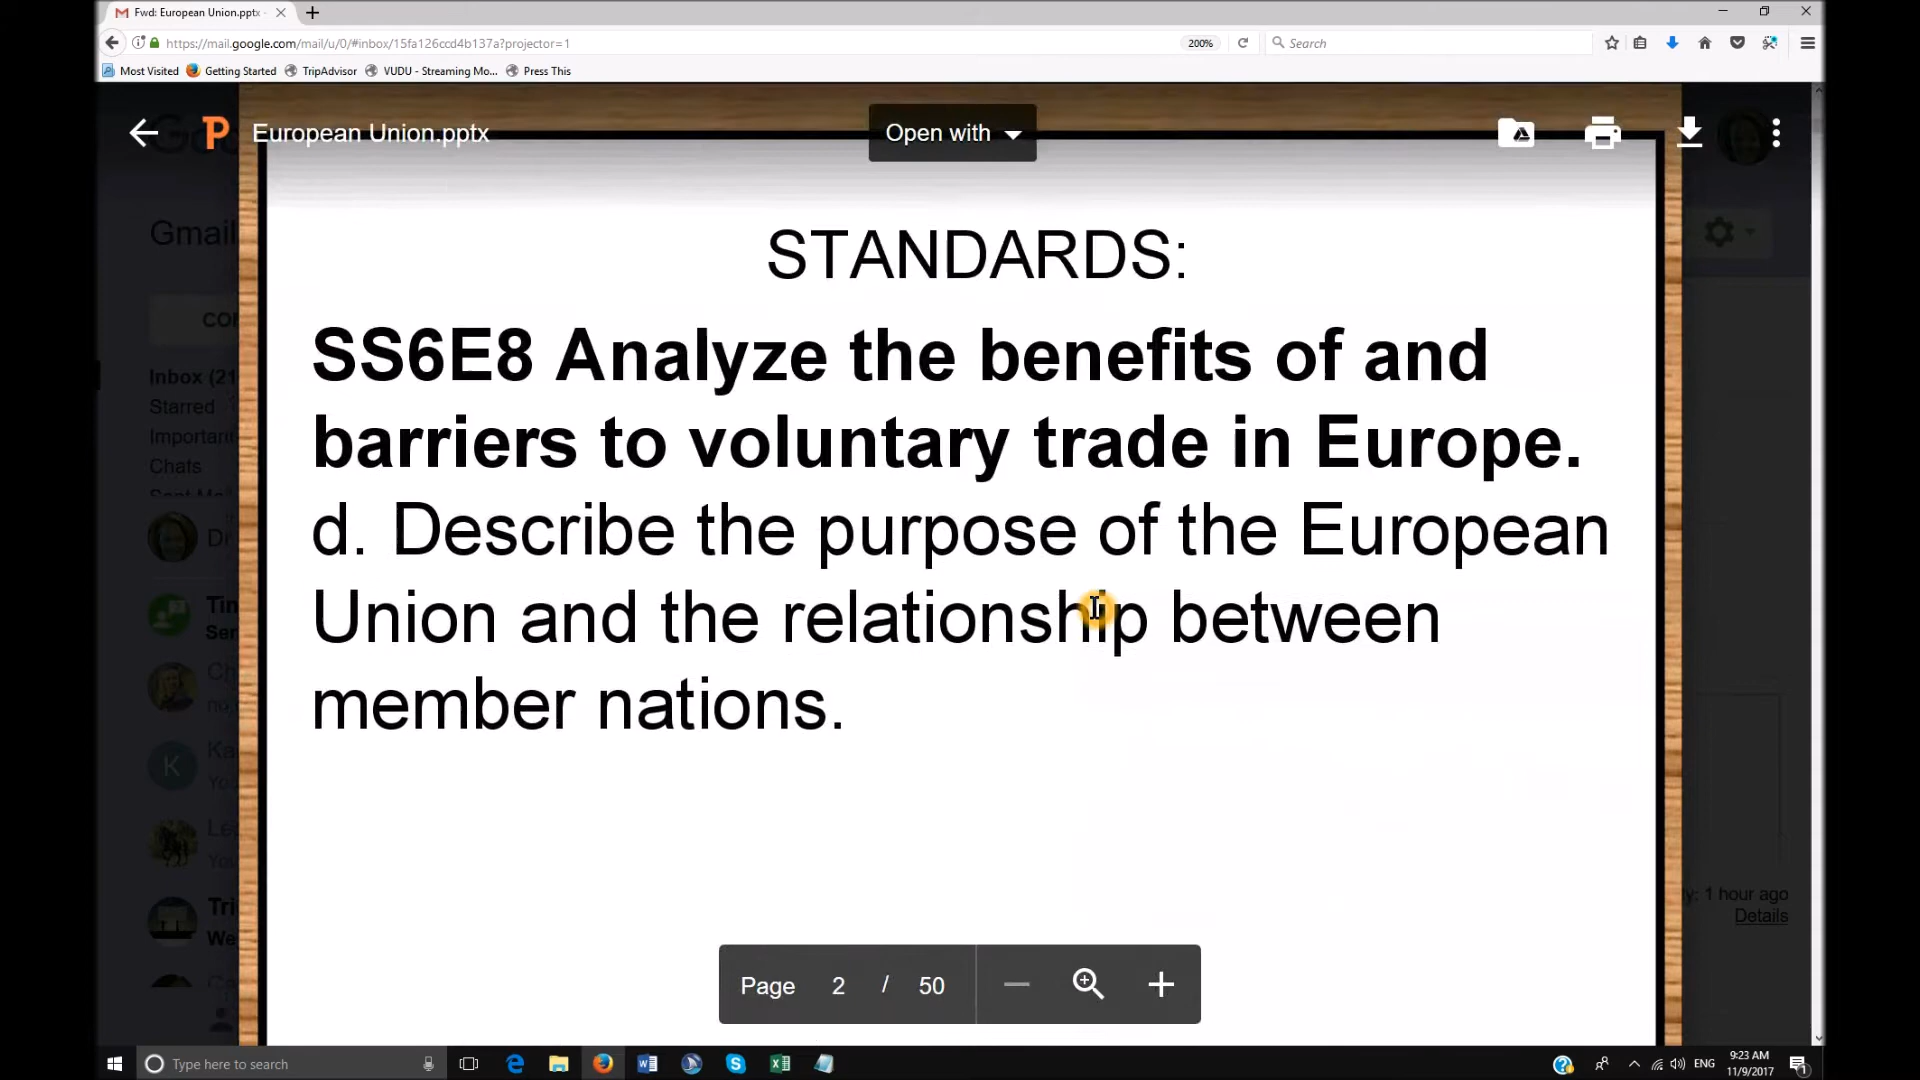 Fwd: European Union.pptx
https://mail.google.com/mail/u/0/#inbox/15fa126ccd4b137a?projector=1
200%
Search
Most Visited Getting Started TripAdvisor VUDU - Streaming Mo... Press This
European Union.pptx
Open with
Gmail
STANDARDS:
SS6E8 Analyze the benefits of and
barriers to voluntary trade in Europe.
d. Describe the purpose of the European
Union and the relationship between
member nations.
Inbox (21
Starred
Important
Chats
K
1 hour ago
Details
Page 2 / 50
Type here to search
ENG
9:23 AM
11/9/2017